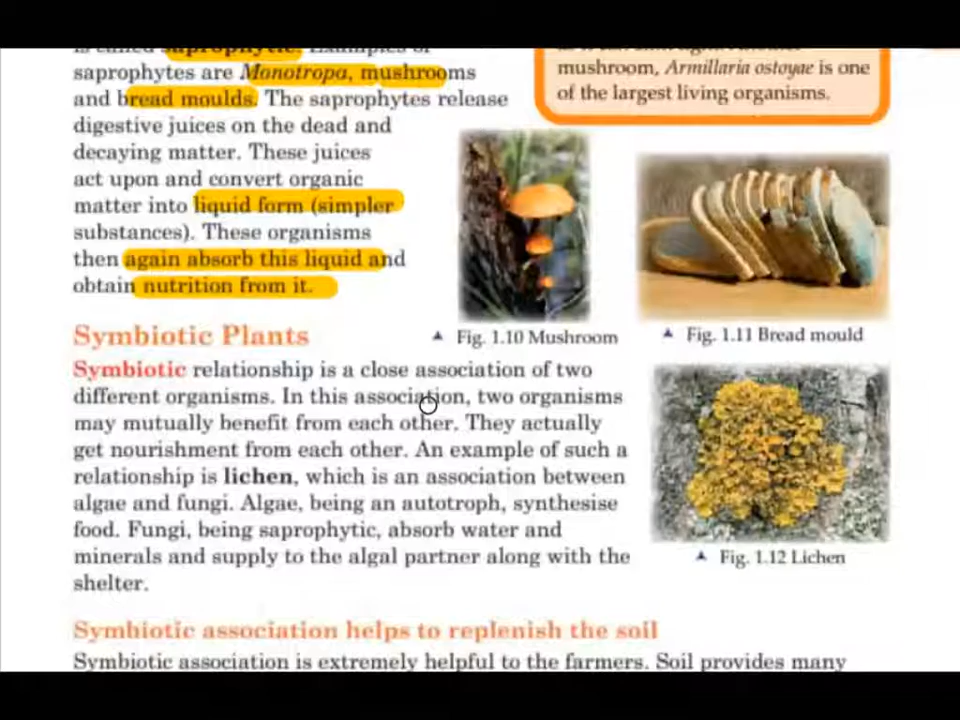 is called saprophytic. Examples of
saprophytes are Monotropa, mushrooms
and bread moulds. The saprophytes release
digestive juices on the dead and
decaying matter. These juices
act upon and convert organic
matter into liquid form (simpler
substances). These organisms
then again absorb this liquid and
obtain nutrition from it.
mushroom, Armillaria ostoyae is one
of the largest living organisms.
Fig. 1.10 Mushroom
Fig. 1.11 Bread mould
Symbiotic Plants
Symbiotic relationship is a close association of two
different organisms. In this association, two organisms
may mutually benefit from each other. They actually
get nourishment from each other. An example of such a
relationship is lichen, which is an association between
algae and fungi. Algae, being an autotroph, synthesise
food. Fungi, being saprophytic, absorb water and
minerals and supply to the algal partner along with the
shelter.
Fig. 1.12 Lichen
Symbiotic association helps to replenish the soil
Symbiotic association is extremely helpful to the farmers. Soil provides many